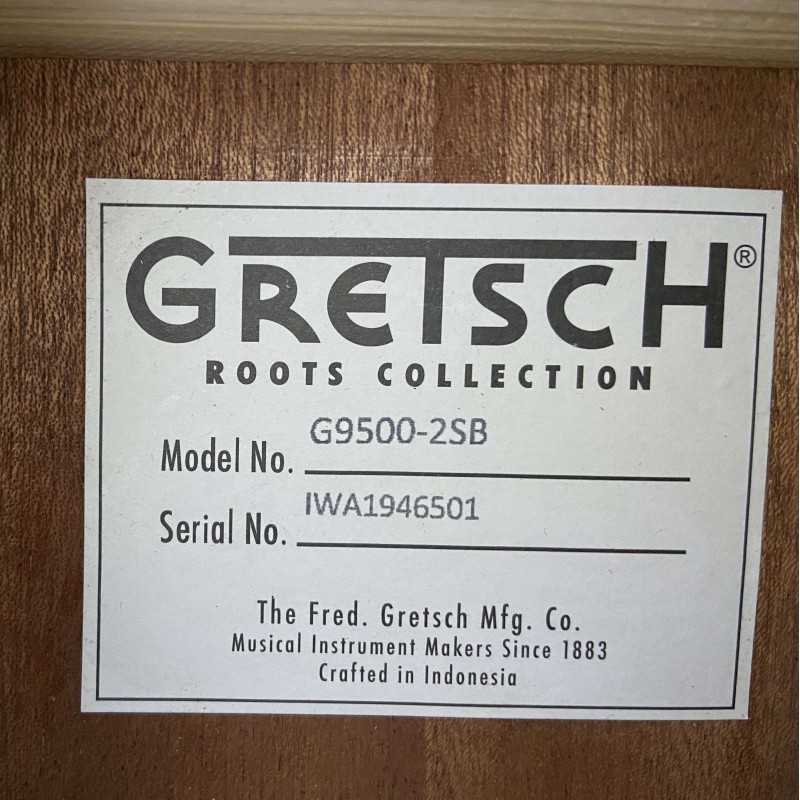 GRETSCH®
ROOTS COLLECTION
Model No. G9500-2SB
Serial No. IWA1946501
The Fred. Gretsch Mfg. Co.
Musical Instrument Makers Since 1883
Crafted in Indonesia